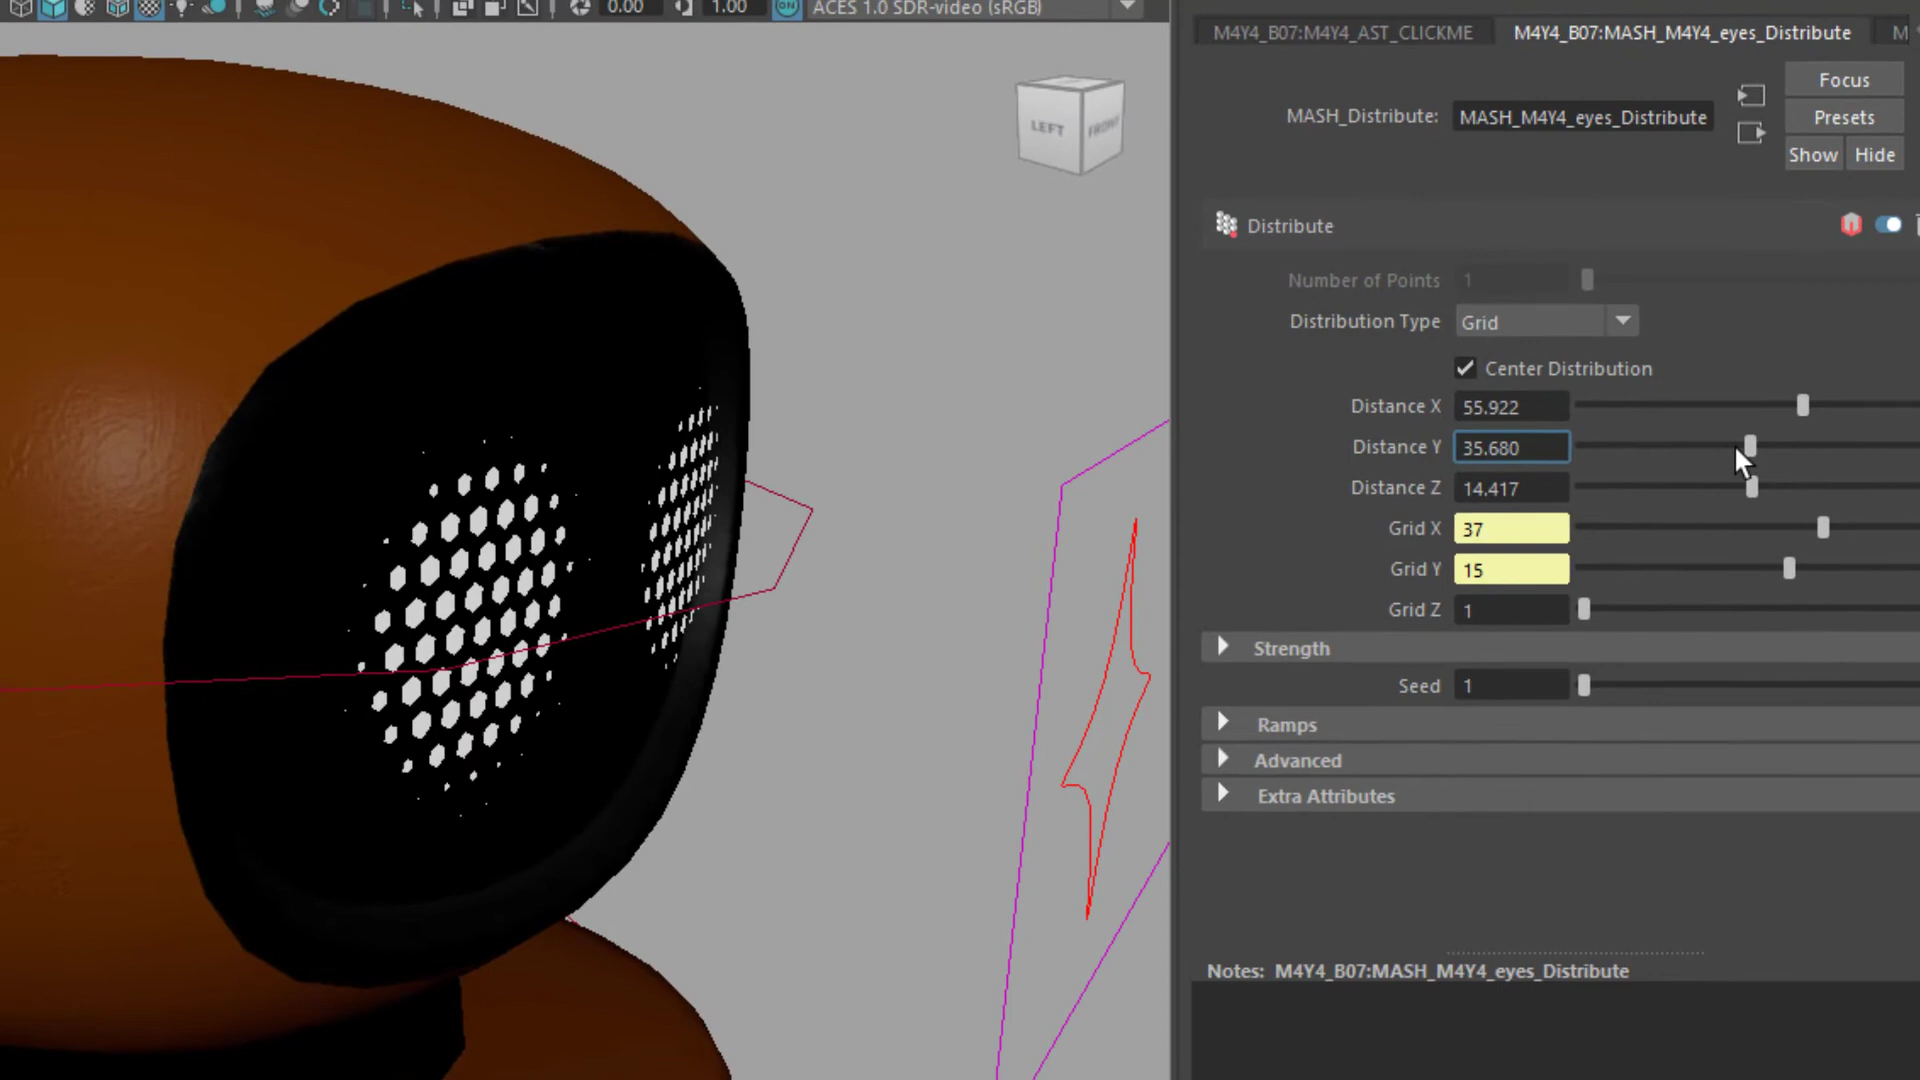 0.00
1.00
ON
ACES 1.0 SDR-video (sRGB)
M4Y4_B07:M4Y4_AST_CLICKME
M4Y4_B07:MASH_M4Y4_eyes_Distribute
M
Focus
MASH_Distribute:
MASH_M4Y4_eyes_Distribute
Presets
Show
Hide
LEFT
FRONT
Distribute
Number of Points
1
Distribution Type
Grid
Center Distribution
Distance X
55.922
Distance Y
35.680
Distance Z
14.417
Grid X
37
Grid Y
15
Grid Z
1
Strength
Seed
1
Ramps
Advanced
Extra Attributes
Notes: M4Y4_B07:MASH_M4Y4_eyes_Distribute